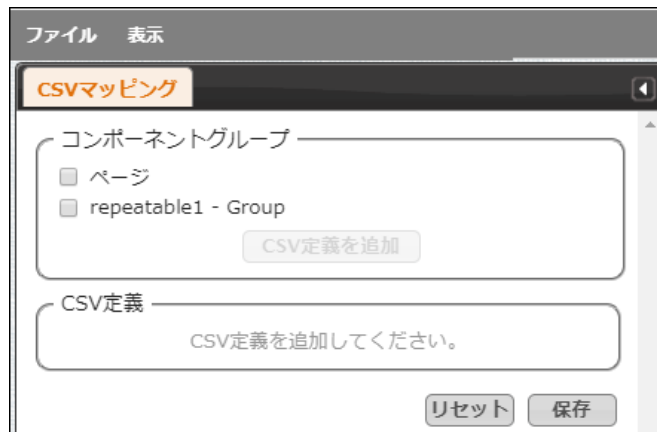 ファイル 表示
CSVマッピング
コンポーネントグループ
ページ
repeatable1 - Group
CSV定義を追加
CSV定義
CSV定義を追加してください。
リセット 保存